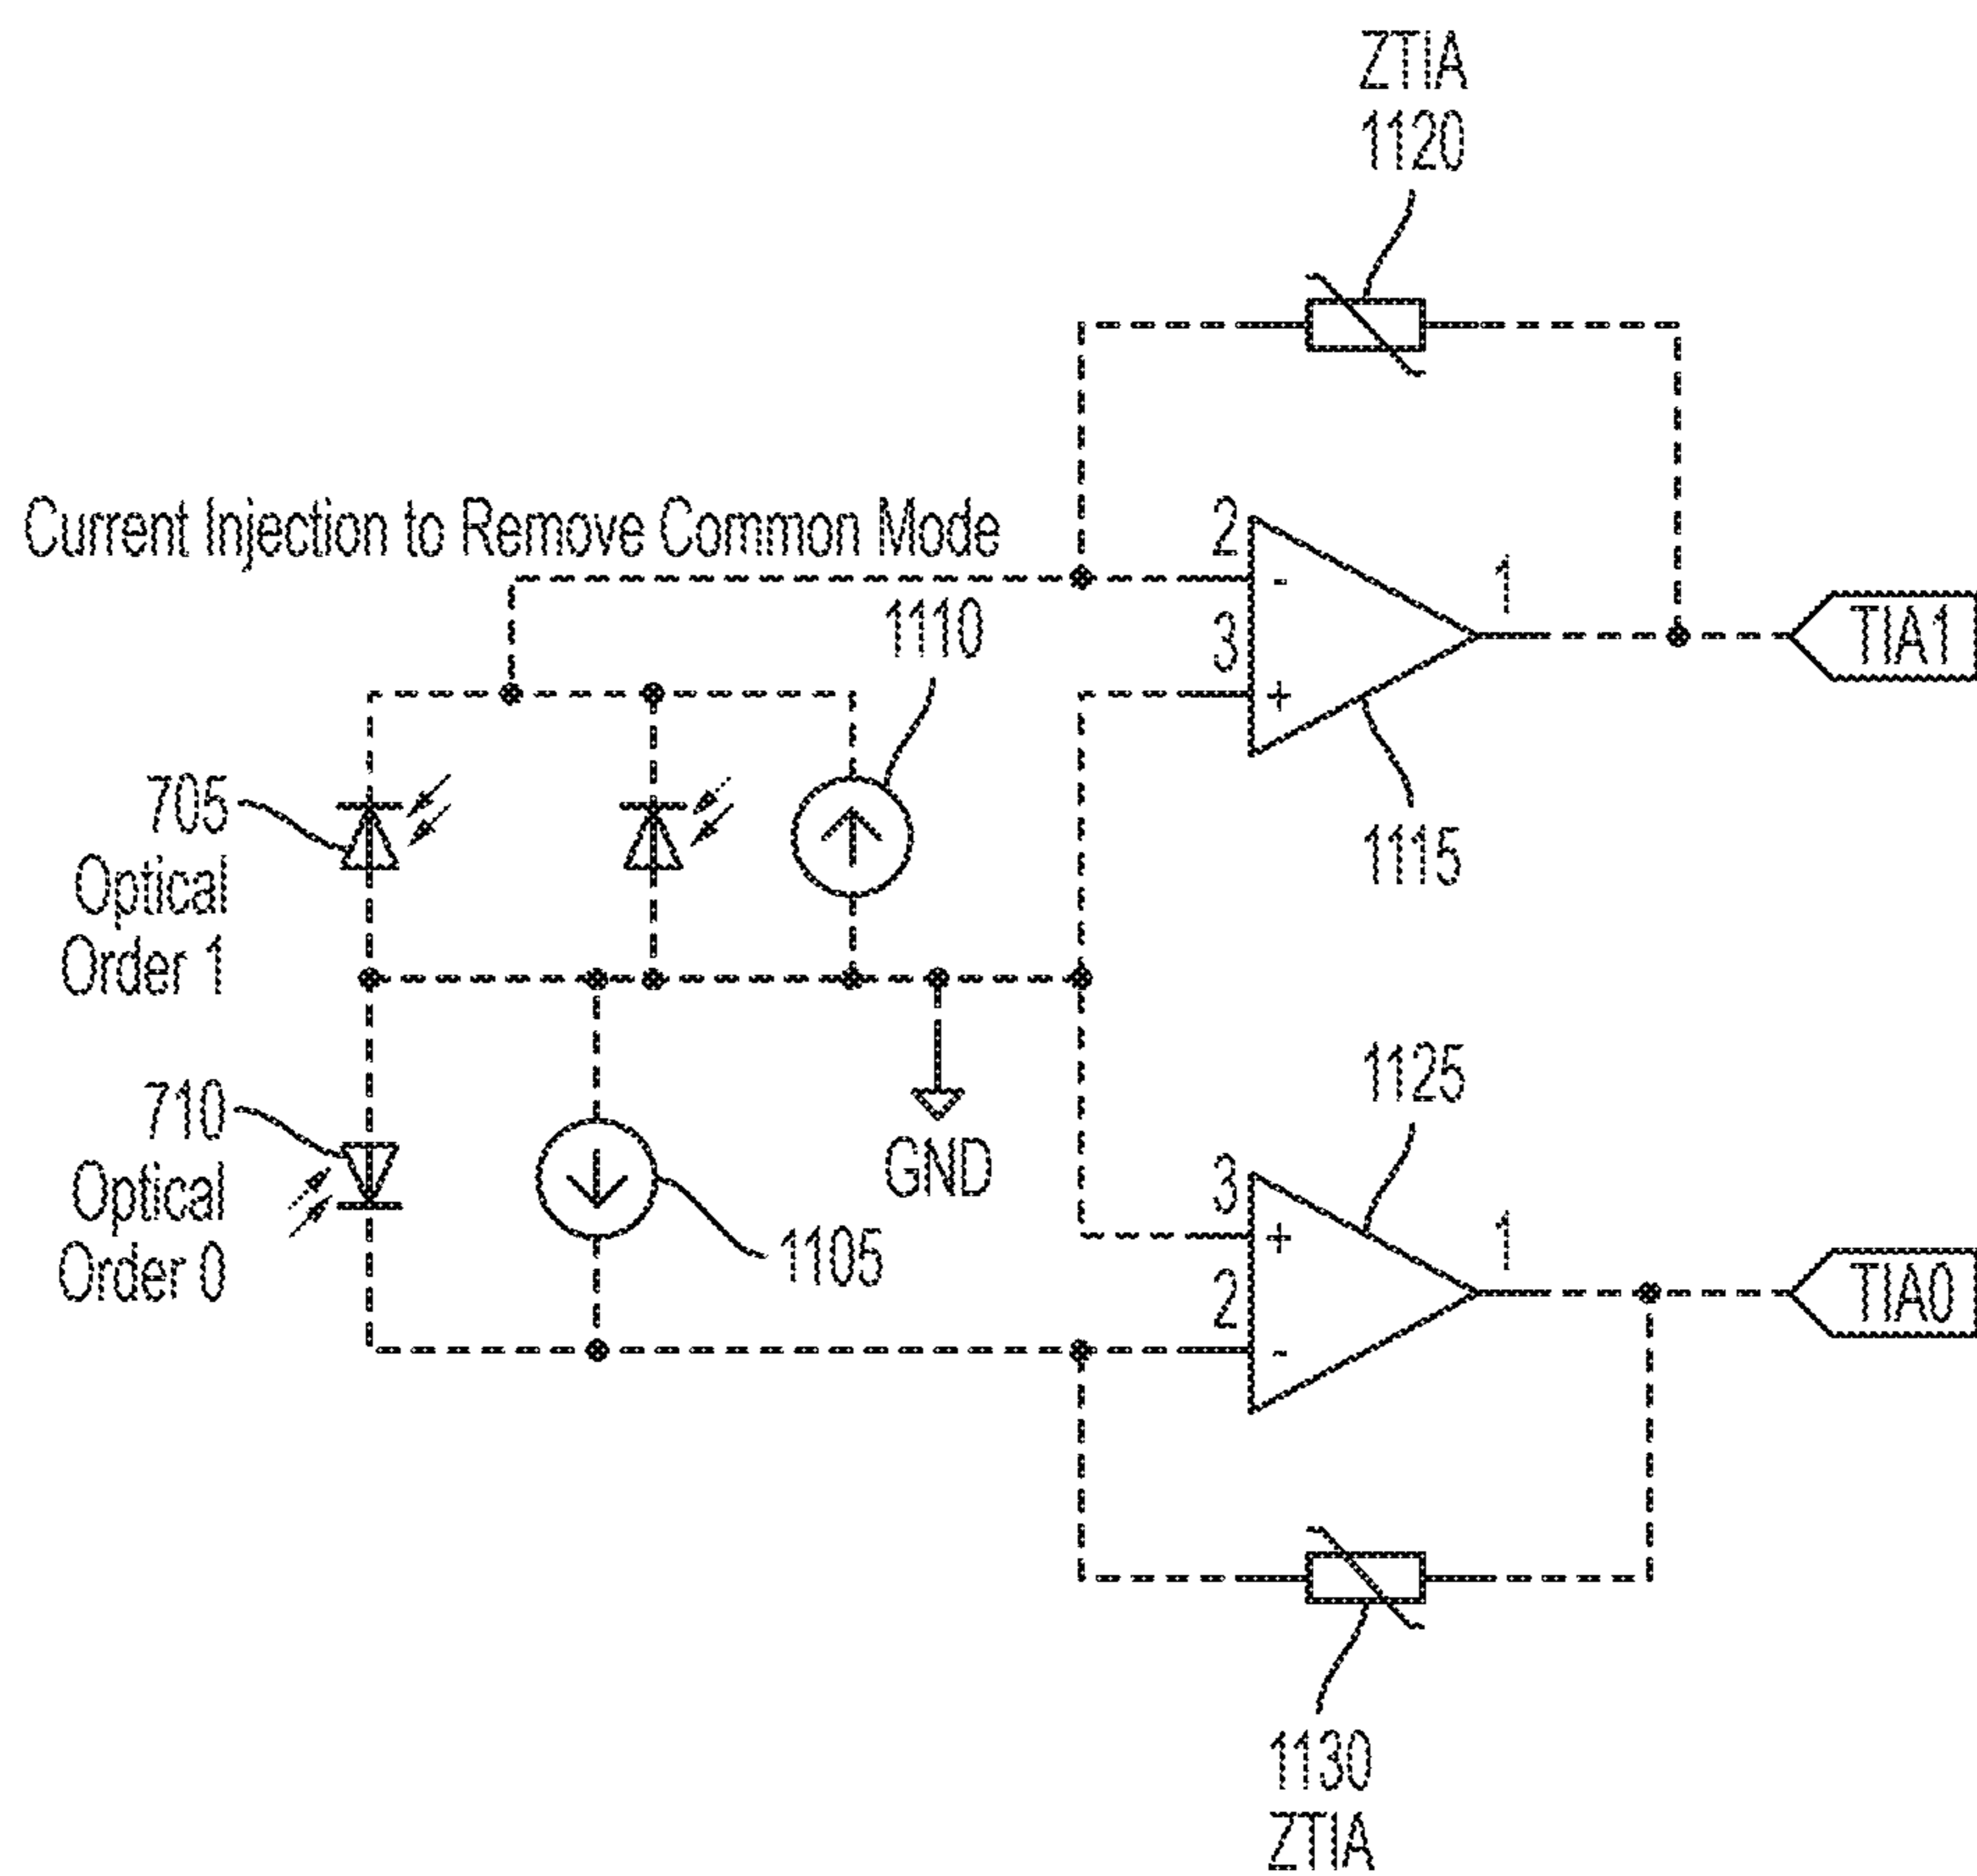 ZTIA
1120
Current Injection to Remove Common Mode
2
-
1
1110
3
+
TIA1
705
Optical
Order 1
1115
1125
710
Optical
Order 0
GND
3
+
1
1105
2
-
TIA0
1130
ZTIA